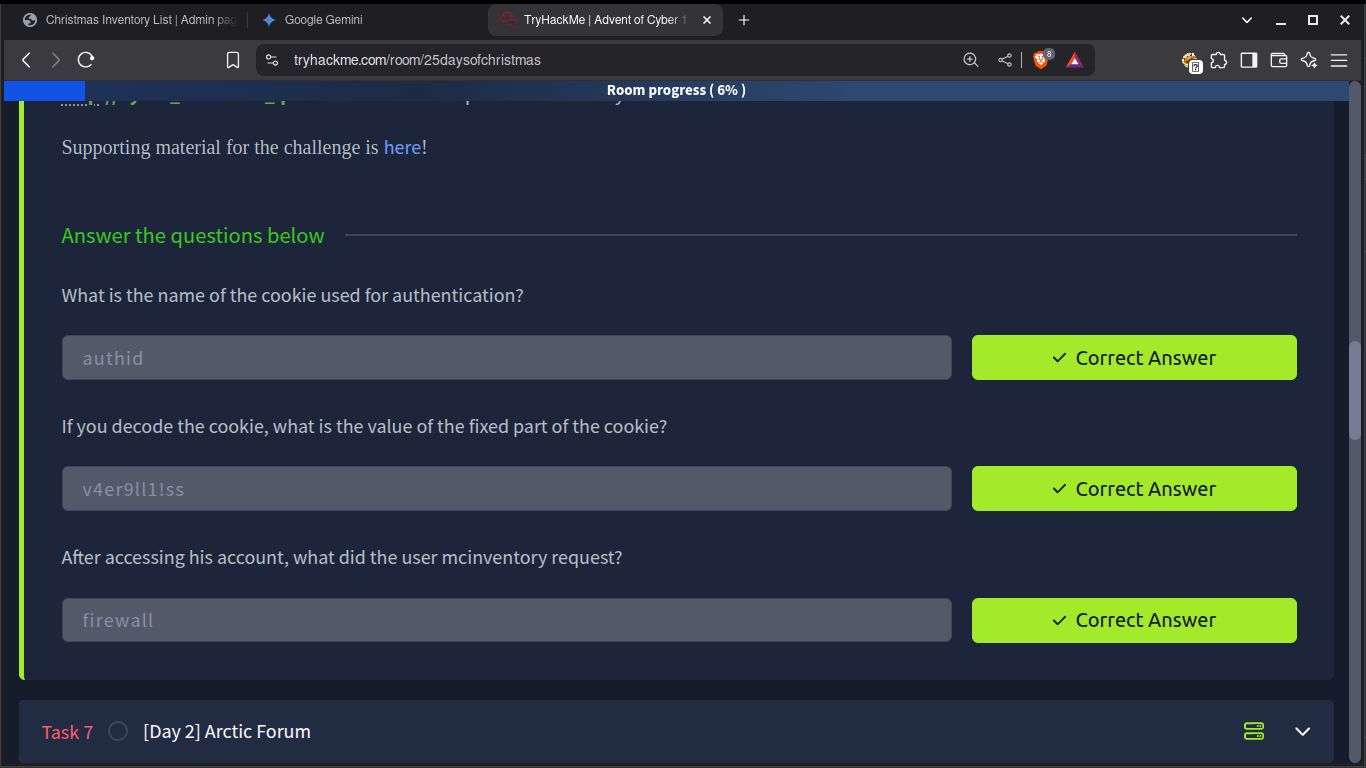 Christmas Inventory List | Admin pag
Google Gemini
TryHackMe | Advent of Cyber 1
tryhackme.com/room/25daysofchristmas
8
Room progress ( 6% )
Supporting material for the challenge is here!
Answer the questions below
What is the name of the cookie used for authentication?
authid
Correct Answer
If you decode the cookie, what is the value of the fixed part of the cookie?
v4er9ll1!ss
Correct Answer
After accessing his account, what did the user mcinventory request?
firewall
Correct Answer
Task 7
[Day 2] Arctic Forum